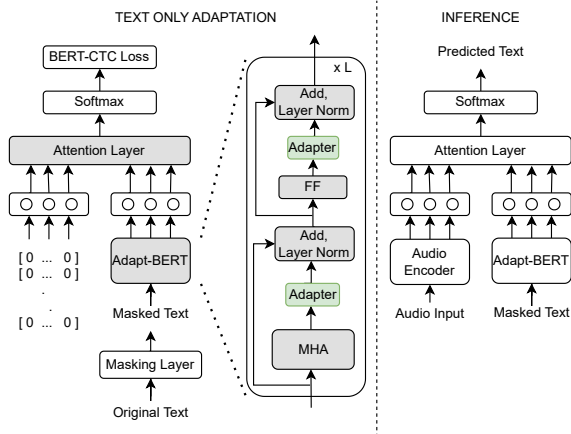 TEXT ONLY ADAPTATION
BERT-CTC Loss
Softmax
Attention Layer
[ 0 ... 0 ]
[ 0 ... 0 ]
.
.
[ 0 ... 0 ]
Adapt-BERT
Masked Text
Masking Layer
Original Text
x L
Add,
Layer Norm
Adapter
FF
Add,
Layer Norm
Adapter
MHA
INFERENCE
Predicted Text
Softmax
Attention Layer
Audio
Encoder
Adapt-BERT
Audio Input
Masked Text